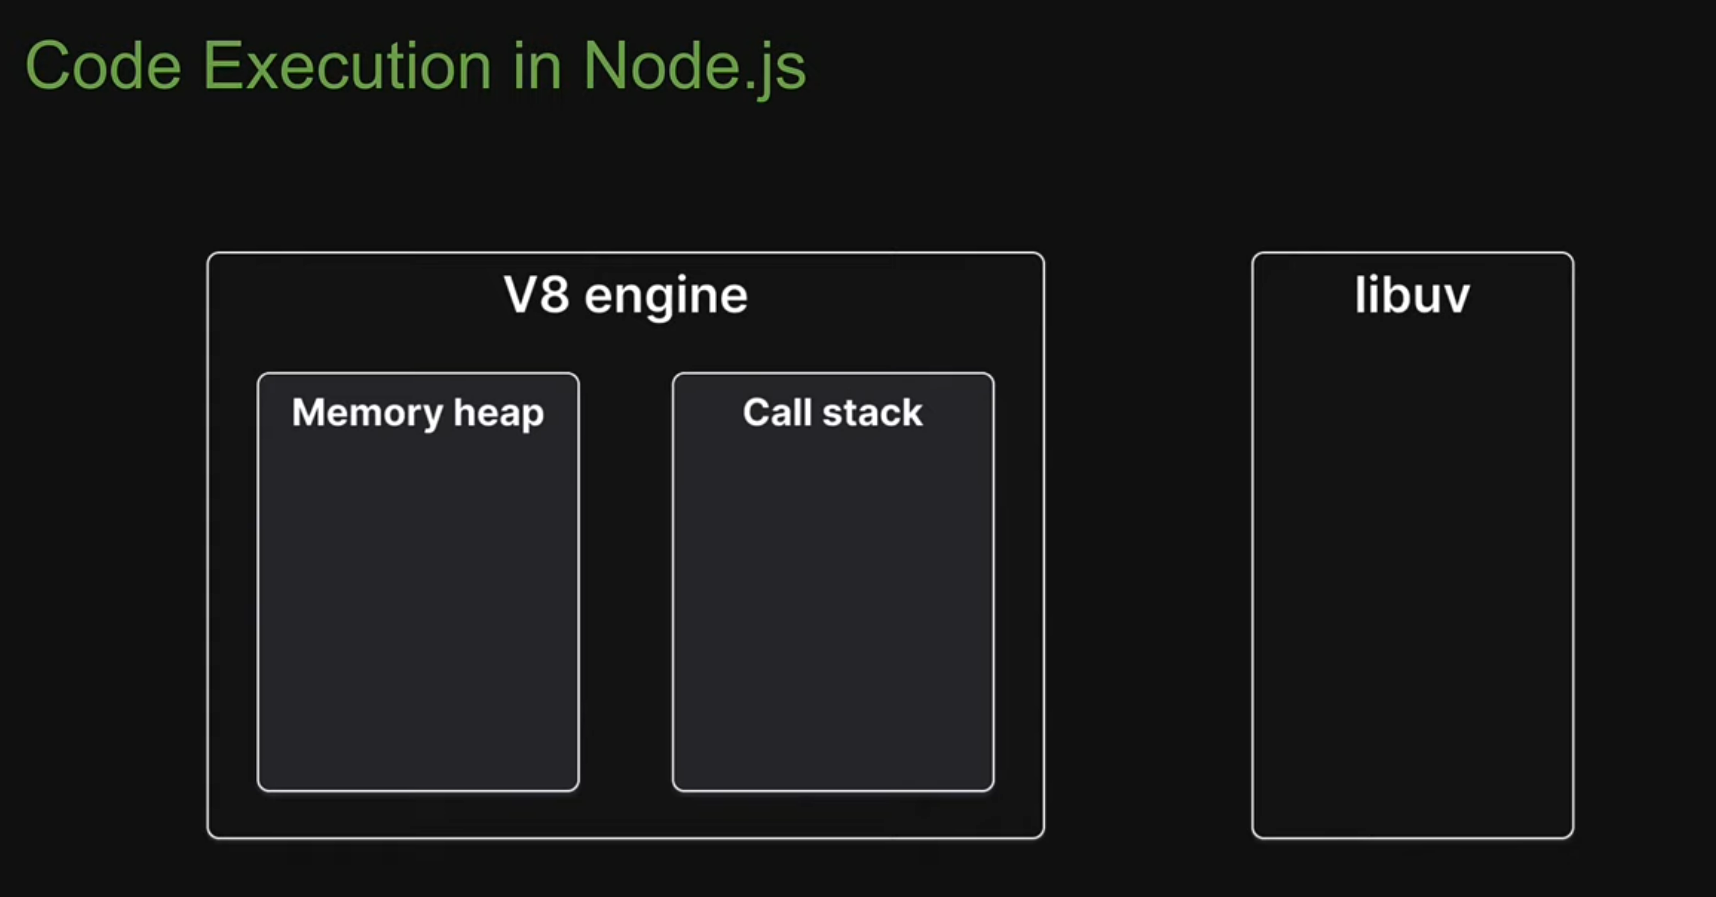 Code Execution in Node.js
V8 engine
libuv
Memory heap
Call stack